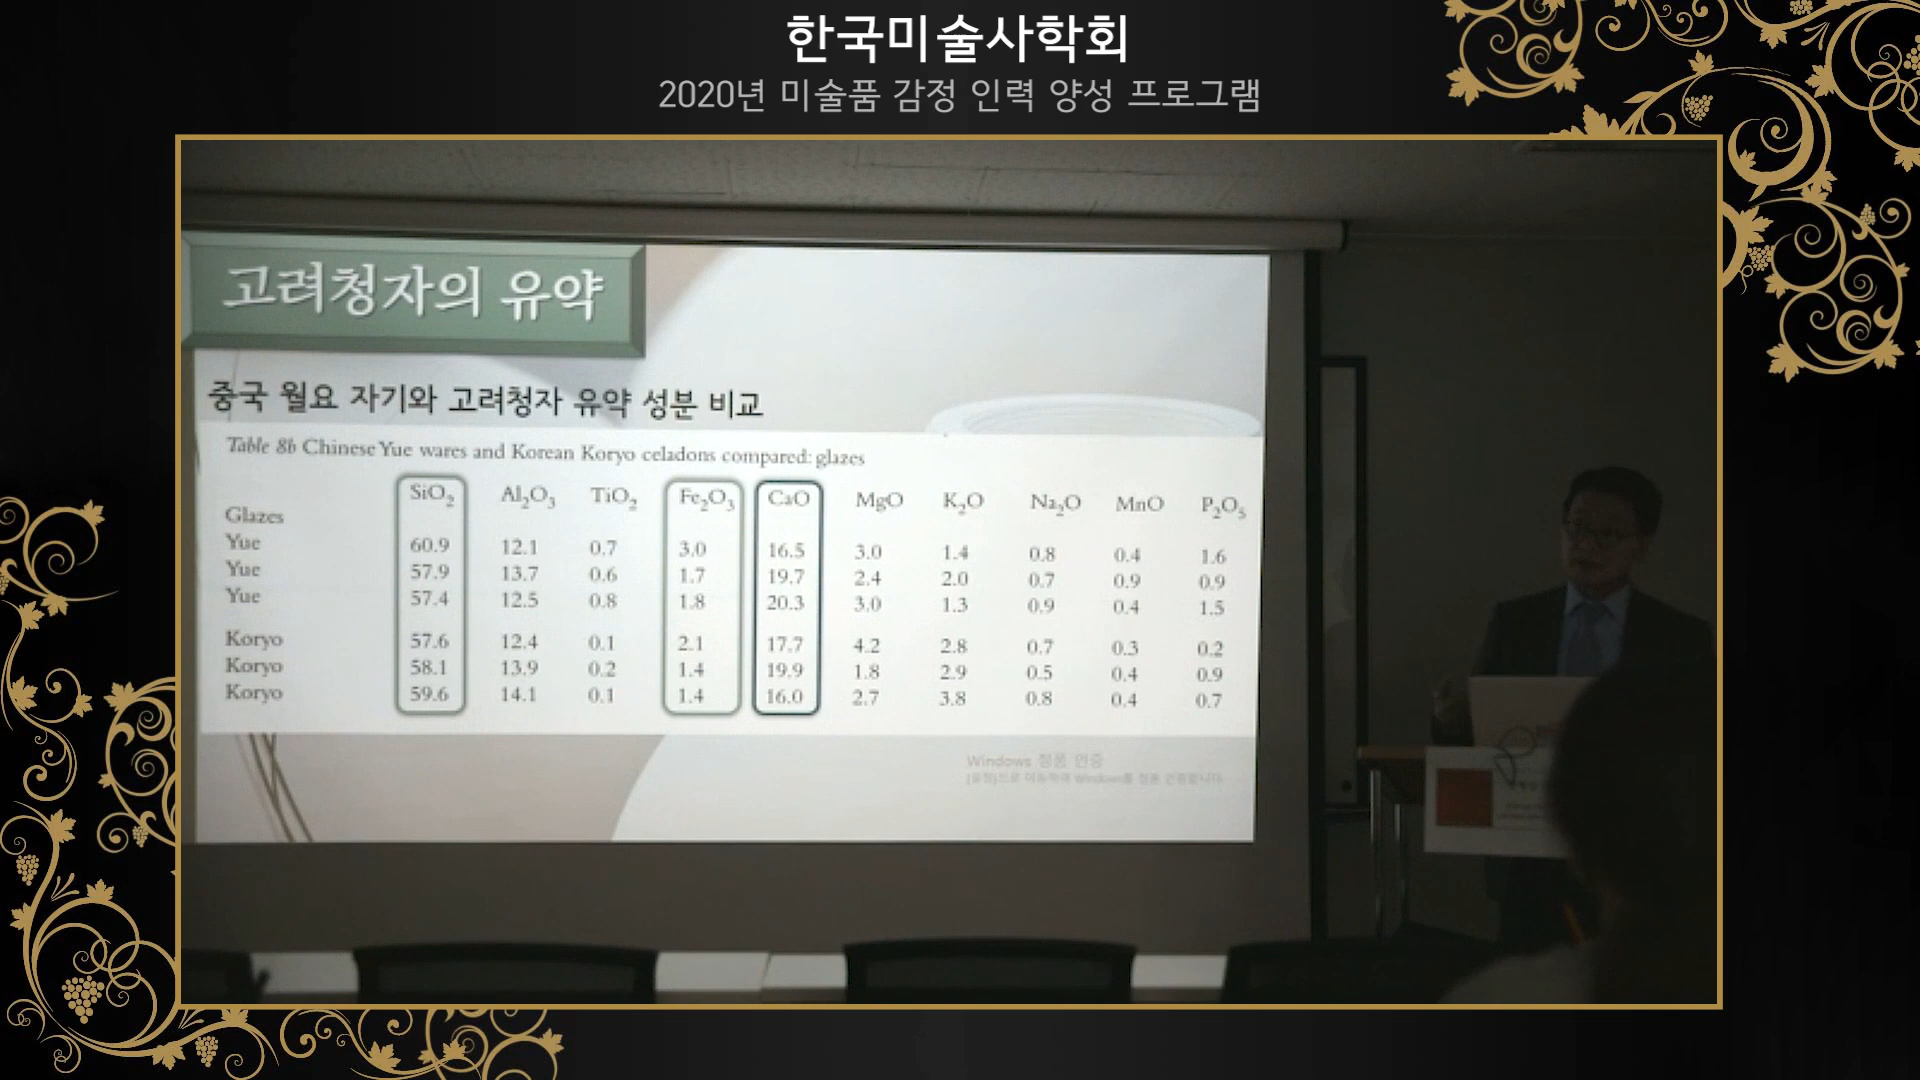 한국미술사학회
2020년 미술품 감정 인력 양성 프로그램
고려청자의 유약
중국 월요 자기와 고려청자 유약 성분 비교
Table 8b Chinese Yue wares and Korean Koryo celadons compared: glazes
Glazes SiO₂ Al₂O₃ TiO₂ Fe₂O₃ CaO MgO K₂O Na₂O MnO P₂O₅
Yue 60.9 12.1 0.7 3.0 16.5 3.0 1.4 0.8 0.4 1.6
Yue 57.9 13.7 0.6 1.7 19.7 2.4 2.0 0.7 0.9 0.9
Yue 57.4 12.5 0.8 1.8 20.3 3.0 1.3 0.9 0.4 1.5
Koryo 57.6 12.4 0.1 2.1 17.7 4.2 2.8 0.7 0.3 0.2
Koryo 58.1 13.9 0.2 1.4 19.9 1.8 2.9 0.5 0.4 0.9
Koryo 59.6 14.1 0.1 1.4 16.0 2.7 3.8 0.8 0.4 0.7
Windows 정품 인증